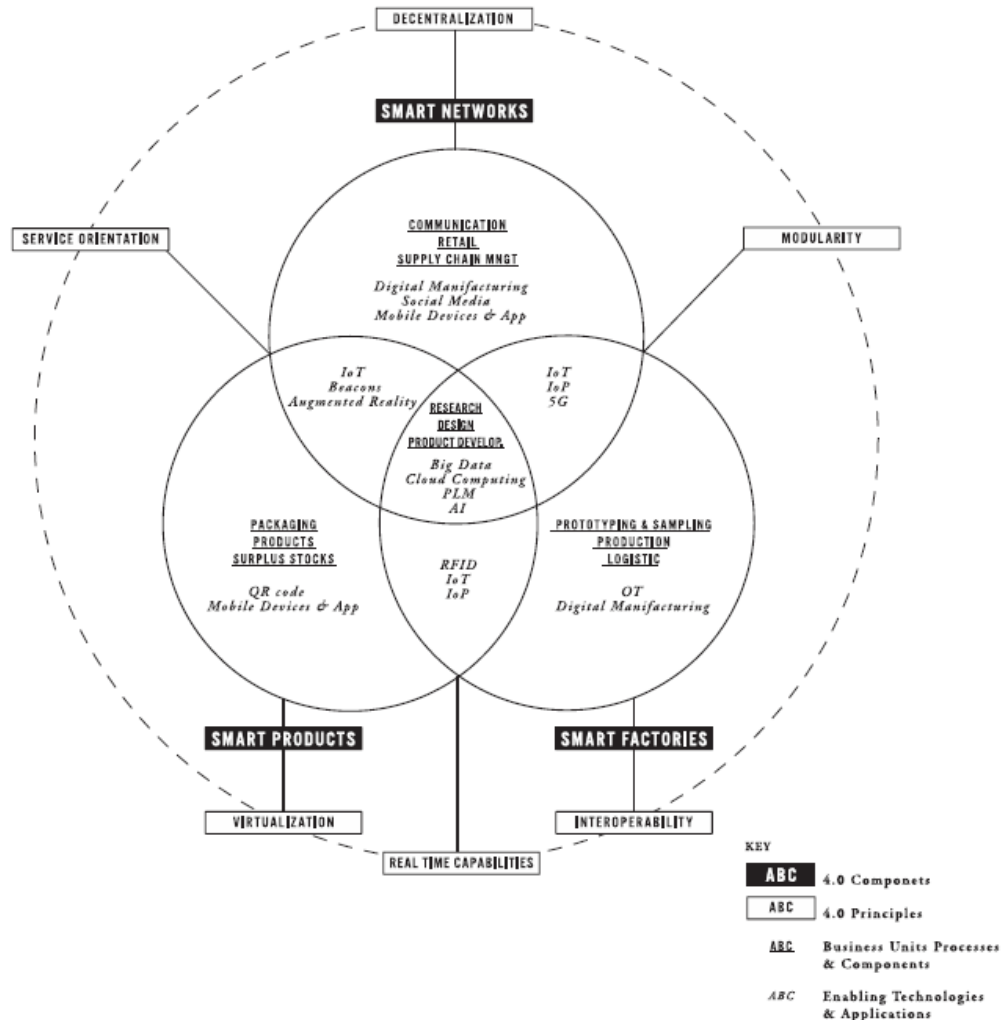 DECENTRALIZATION
SMART NETWORKS
SERVICE ORIENTATION
MODULARITY
COMMUNICATION
RETAIL
SUPPLY CHAIN MNGT
Digital Manifacturing
Social Media
Mobile Devices & App
IoT
Beacons
Augmented Reality
IoT
IoP
5G
RESEARCH
DESIGN
PRODUCT DEVELOP.
Big Data
Cloud Computing
PLM
AI
PACKAGING
PRODUCTS
SURPLUS STOCKS
QR code
Mobile Devices & App
RFID
IoT
IoP
PROTOTYPING & SAMPLING
PRODUCTION
LOGISTIC
OT
Digital Manifacturing
SMART PRODUCTS
SMART FACTORIES
VIRTUALIZATION
INTEROPERABILITY
REAL TIME CAPABILITIES
KEY
ABC 4.0 Componets
ABC 4.0 Principles
ABC Business Units Processes
& Components
ABC Enabling Technologies
& Applications